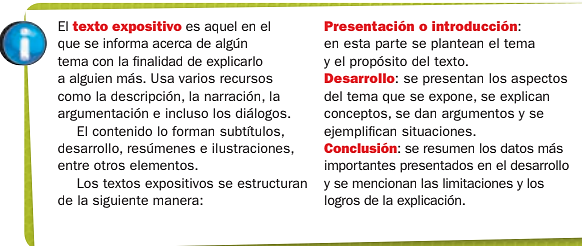 i
El texto expositivo es aquel en el
que se informa acerca de algún
tema con la finalidad de explicarlo
a alguien más. Usa varios recursos
como la descripción, la narración, la
argumentación e incluso los diálogos.
El contenido lo forman subtítulos,
desarrollo, resúmenes e ilustraciones,
entre otros elementos.
Los textos expositivos se estructuran
de la siguiente manera:
Presentación o introducción:
en esta parte se plantean el tema
y el propósito del texto.
Desarrollo: se presentan los aspectos
del tema que se expone, se explican
conceptos, se dan argumentos y se
ejemplifican situaciones.
Conclusión: se resumen los datos más
importantes presentados en el desarrollo
y se mencionan las limitaciones y los
logros de la explicación.